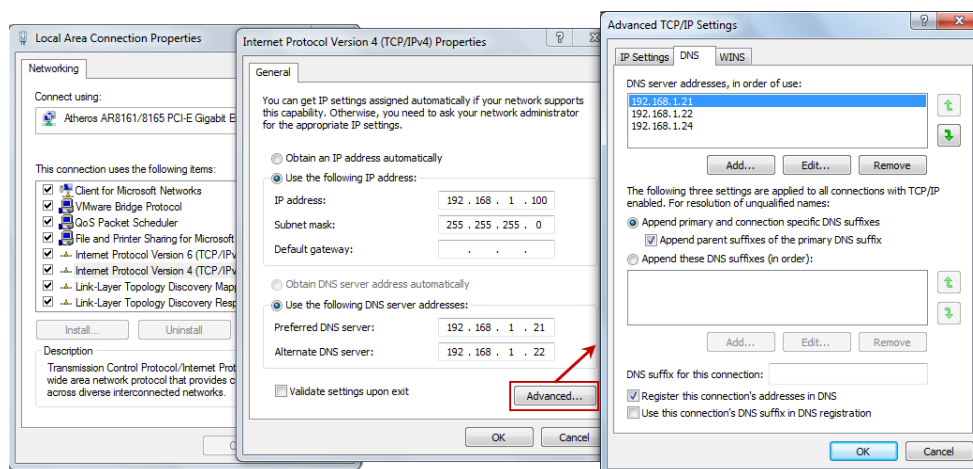 Local Area Connection Properties
Networking
Connect using:
Atheros AR8161/8165 PCI-E Gigabit E
This connection uses the following items:
Client for Microsoft Networks
VMware Bridge Protocol
QoS Packet Scheduler
File and Printer Sharing for Microsoft
Internet Protocol Version 6 (TCP/IPv
Internet Protocol Version 4 (TCP/IPv
Link-Layer Topology Discovery Map
Link-Layer Topology Discovery Resp
Install...
Uninstall
Description
Transmission Control Protocol/Internet Prot
wide area network protocol that provides c
across diverse interconnected networks.
Internet Protocol Version 4 (TCP/IPv4) Properties
General
You can get IP settings assigned automatically if your network supports
this capability. Otherwise, you need to ask your network administrator
for the appropriate IP settings.
Obtain an IP address automatically
Use the following IP address:
IP address: 192 . 168 . 1 . 100
Subnet mask: 255 . 255 . 255 . 0
Default gateway: . . .
Obtain DNS server address automatically
Use the following DNS server addresses:
Preferred DNS server: 192 . 168 . 1 . 21
Alternate DNS server: 192 . 168 . 1 . 22
Validate settings upon exit
Advanced...
OK
Cancel
Advanced TCP/IP Settings
IP Settings DNS WINS
DNS server addresses, in order of use:
192.168.1.21
192.168.1.22
192.168.1.24
Add... Edit... Remove
The following three settings are applied to all connections with TCP/IP
enabled. For resolution of unqualified names:
Append primary and connection specific DNS suffixes
Append parent suffixes of the primary DNS suffix
Append these DNS suffixes (in order):
Add... Edit... Remove
DNS suffix for this connection:
Register this connection's addresses in DNS
Use this connection's DNS suffix in DNS registration
OK Cancel